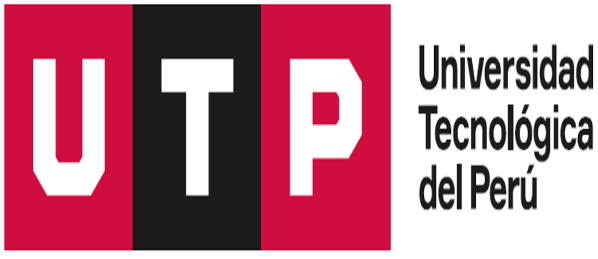 UTP
Universidad
Tecnológica
del Perú